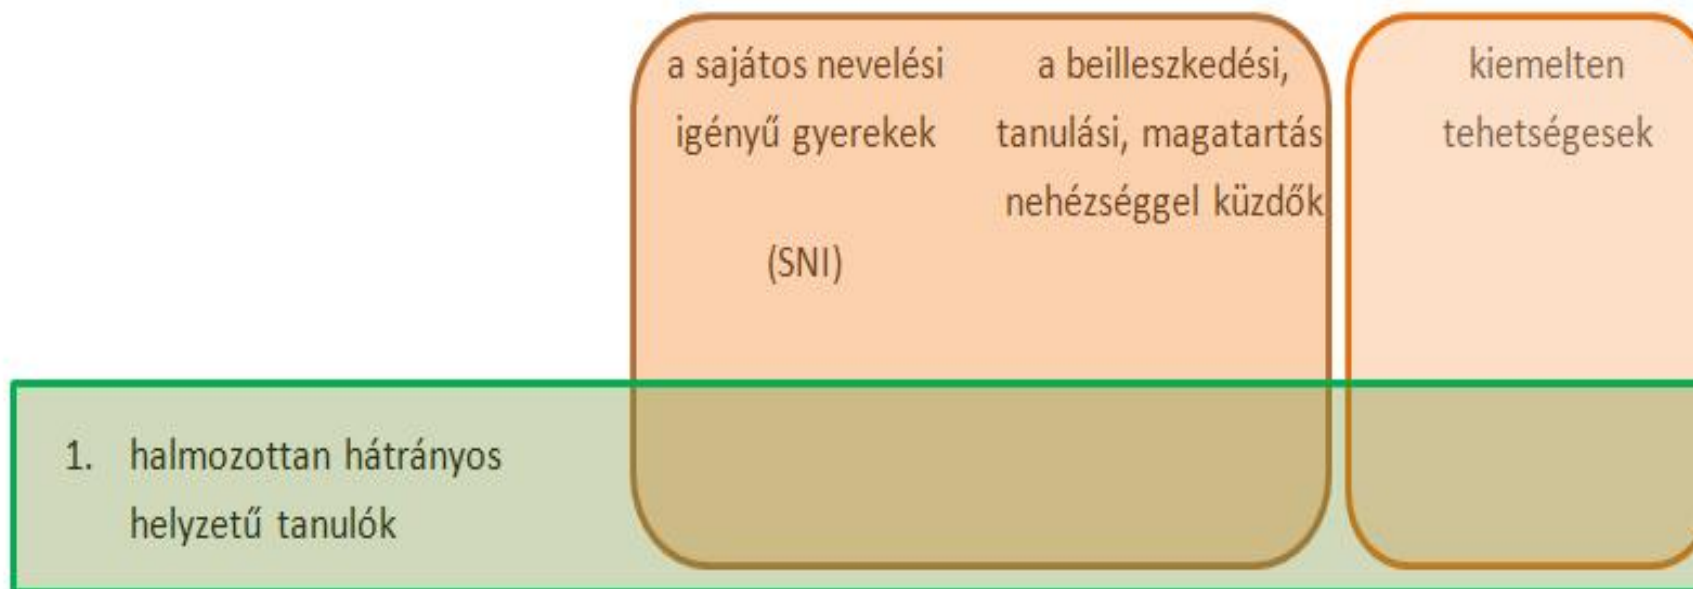 a sajátos nevelési
igényű gyerekek
(SNI)
a beilleszkedési,
tanulási, magatartás
nehézséggel küzdők
kiemelten
tehetségesek
1. halmozottan hátrányos
helyzetű tanulók